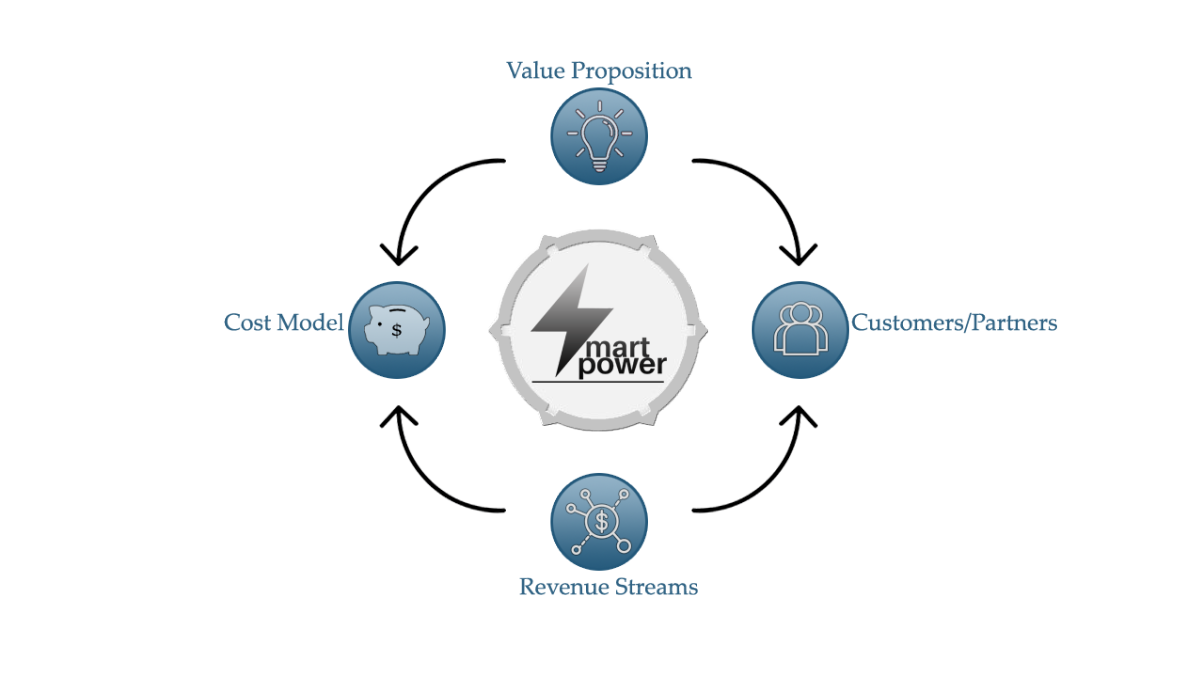 Value Proposition
Cost Model
$
mart
power
Customers/Partners
$
Revenue Streams